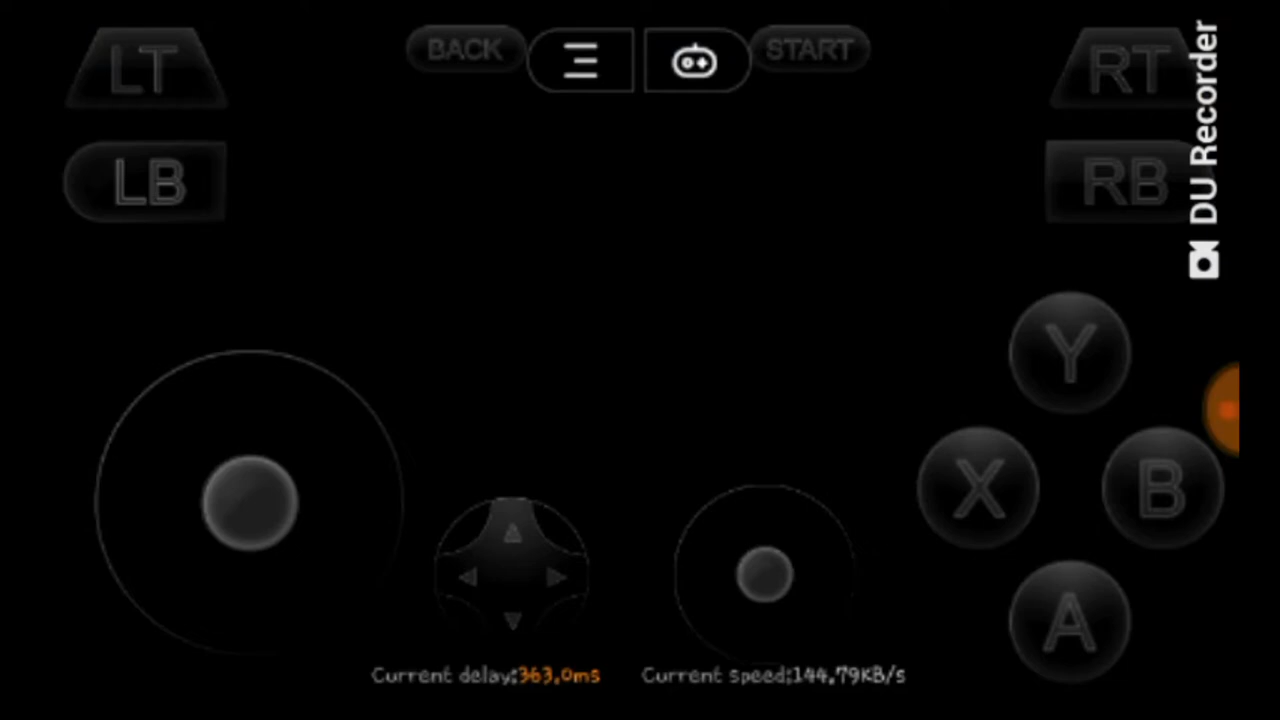 LT
BACK
START
RT
LB
RB
DU Recorder
Y
X
B
A
Current delay:363.0ms
Current speed:144.79KB/s